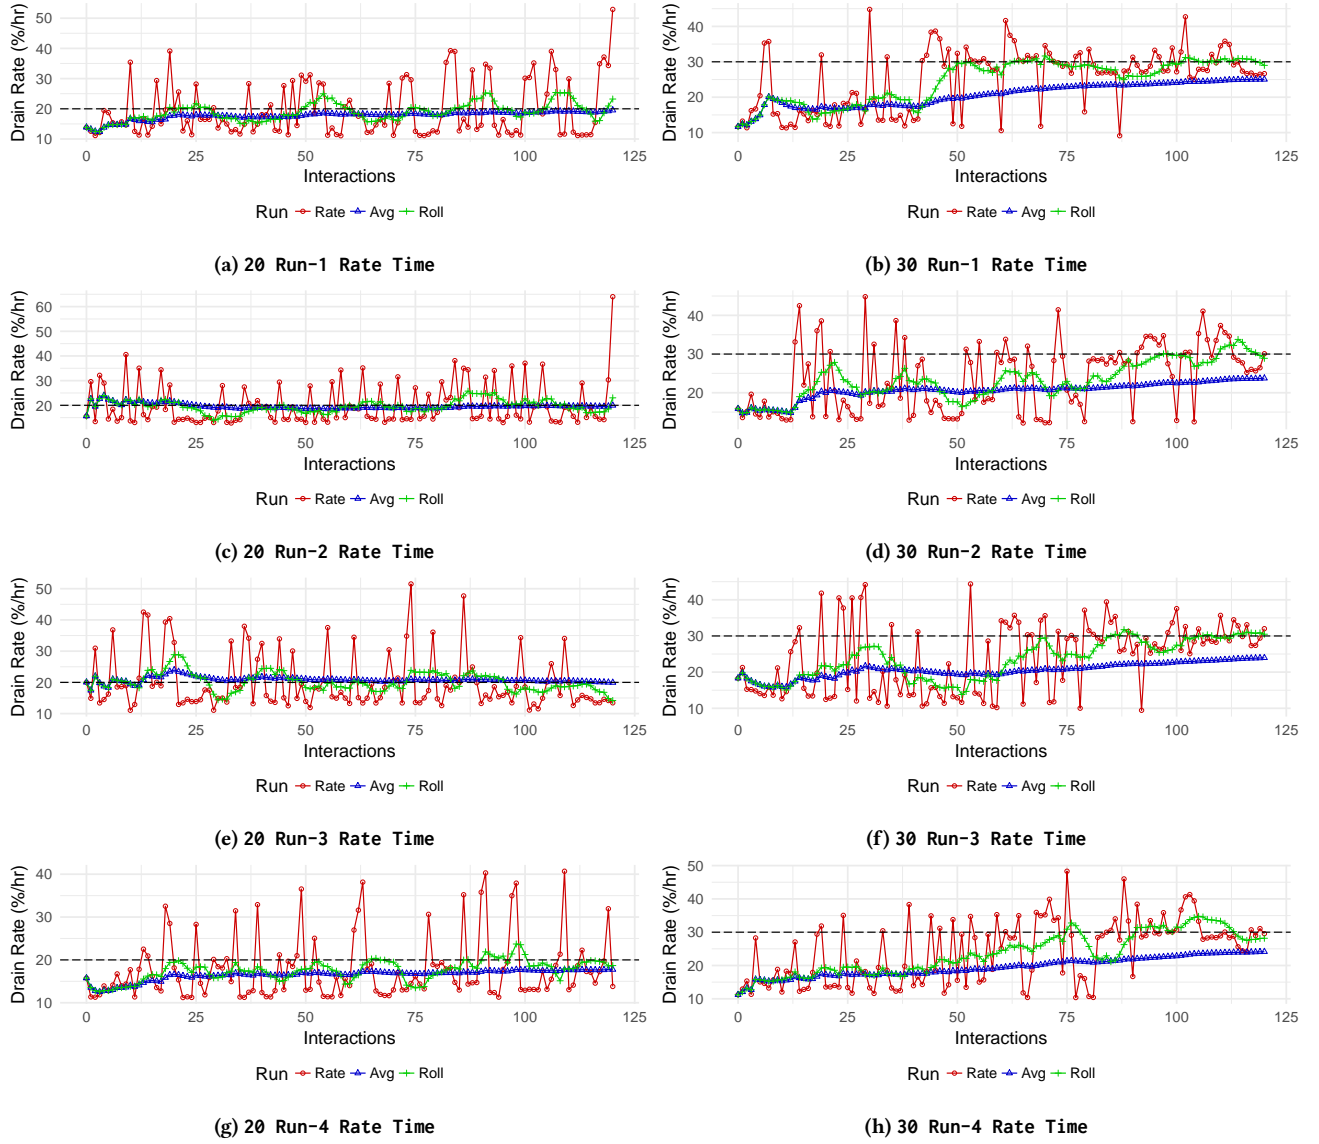 Drain Rate (%/hr)
50
40
30
20
10
0 25 50 75 100 125
Interactions
Run Rate Avg Roll
(a) 20 Run-1 Rate Time
Drain Rate (%/hr)
40
30
20
10
0 25 50 75 100 125
Interactions
Run Rate Avg Roll
(b) 30 Run-1 Rate Time
Drain Rate (%/hr)
60
50
40
30
20
0 25 50 75 100 125
Interactions
Run Rate Avg Roll
(c) 20 Run-2 Rate Time
Drain Rate (%/hr)
40
30
20
0 25 50 75 100 125
Interactions
Run Rate Avg Roll
(d) 30 Run-2 Rate Time
Drain Rate (%/hr)
50
40
30
20
10
0 25 50 75 100 125
Interactions
Run Rate Avg Roll
(e) 20 Run-3 Rate Time
Drain Rate (%/hr)
40
30
20
10
0 25 50 75 100 125
Interactions
Run Rate Avg Roll
(f) 30 Run-3 Rate Time
Drain Rate (%/hr)
40
30
20
10
0 25 50 75 100 125
Interactions
Run Rate Avg Roll
(g) 20 Run-4 Rate Time
Drain Rate (%/hr)
50
40
30
20
10
0 25 50 75 100 125
Interactions
Run Rate Avg Roll
(h) 30 Run-4 Rate Time